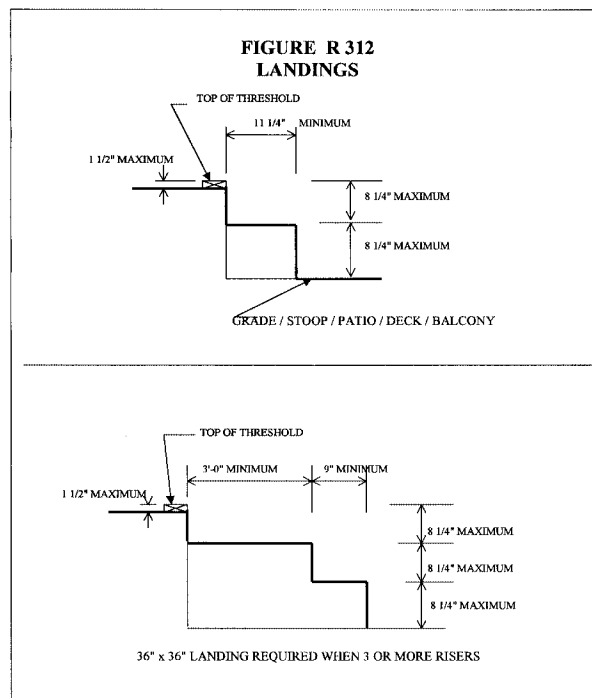 FIGURE R 312
LANDINGS
TOP OF THRESHOLD
11 1/4" MINIMUM
1 1/2" MAXIMUM
8 1/4" MAXIMUM
8 1/4" MAXIMUM
GRADE / STOOP / PATIO / DECK / BALCONY
TOP OF THRESHOLD
3'-0" MINIMUM 9" MINIMUM
1 1/2" MAXIMUM
8 1/4" MAXIMUM
8 1/4" MAXIMUM
8 1/4" MAXIMUM
36" x 36" LANDING REQUIRED WHEN 3 OR MORE RISERS